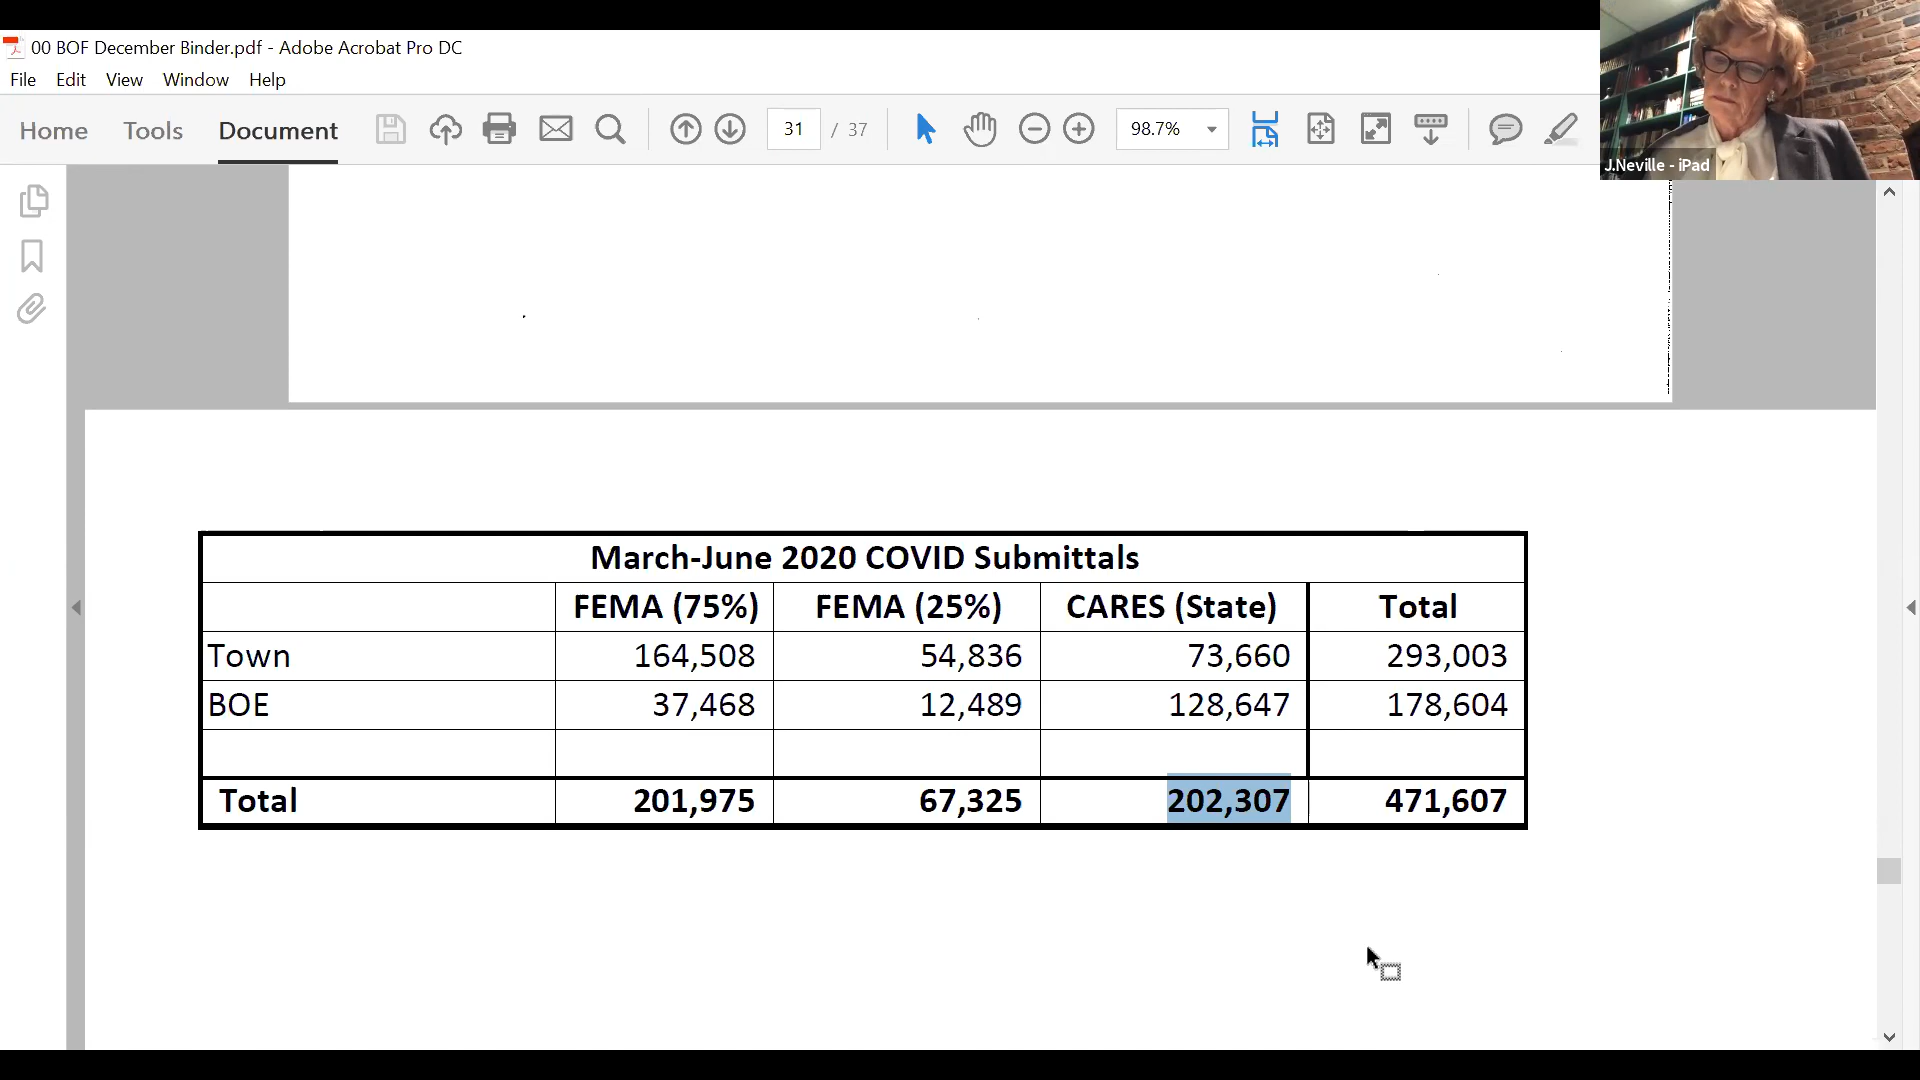 00 BOF December Binder.pdf - Adobe Acrobat Pro DC
File Edit View Window Help
Home Tools Document 31 / 37 98.7%
J.Neville - iPad
March-June 2020 COVID Submittals
FEMA (75%) FEMA (25%) CARES (State) Total
Town 164,508 54,836 73,660 293,003
BOE 37,468 12,489 128,647 178,604
Total 201,975 67,325 202,307 471,607